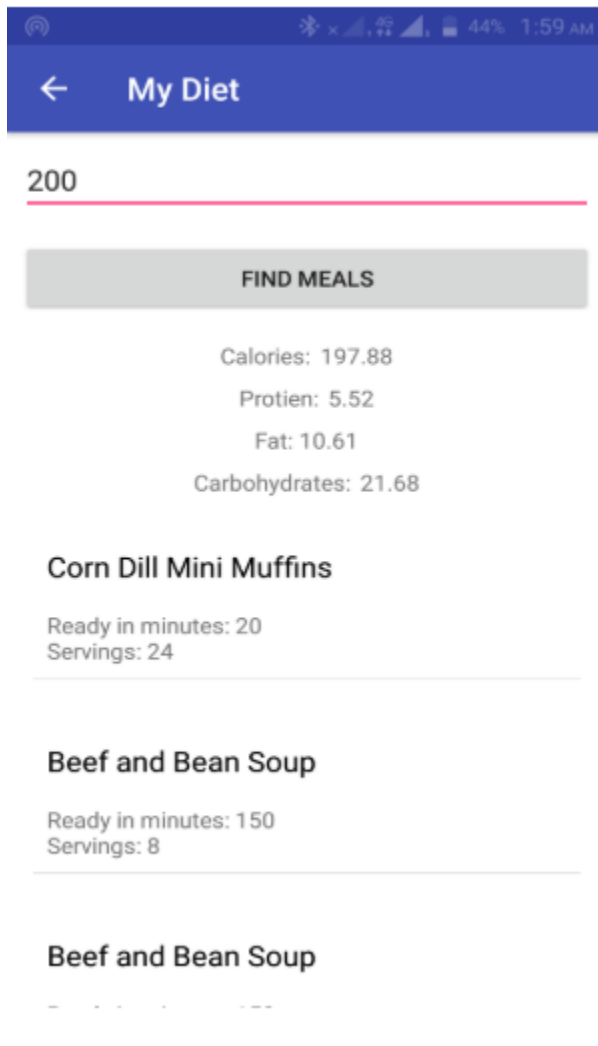 44% 1:59 AM
My Diet
200
FIND MEALS
Calories: 197.88
Protien: 5.52
Fat: 10.61
Carbohydrates: 21.68
Corn Dill Mini Muffins
Ready in minutes: 20
Servings: 24
Beef and Bean Soup
Ready in minutes: 150
Servings: 8
Beef and Bean Soup